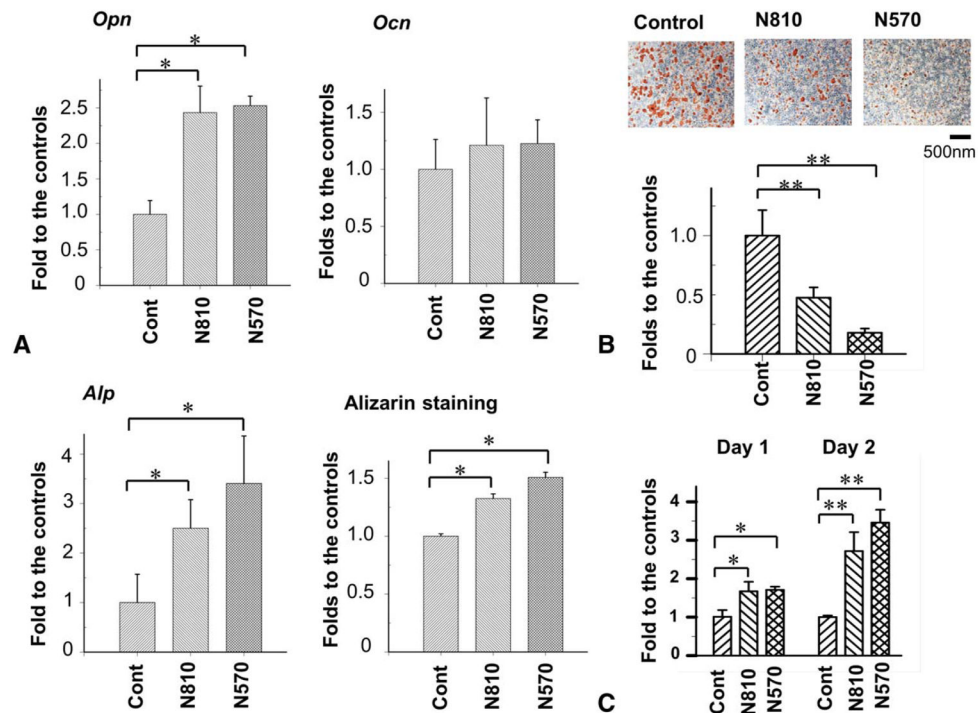 Opn
Fold to the controls
2.5
2.0
1.5
1.0
0.5
0
*
*
Cont
N810
N570
A
Ocn
Folds to the controls
1.5
1.0
0.5
0
Cont
N810
N570
Control
N810
N570
500nm
Folds to the controls
1.0
0.5
0
**
**
Cont
N810
N570
B
Alp
Fold to the controls
4
3
2
1
0
*
*
Cont
N810
N570
Alizarin staining
Folds to the controls
1.5
1.0
0.5
0
*
*
Cont
N810
N570
Day 1
Day 2
Fold to the controls
4
3
2
1
0
*
*
**
**
Cont
N810
N570
Cont
N810
N570
C